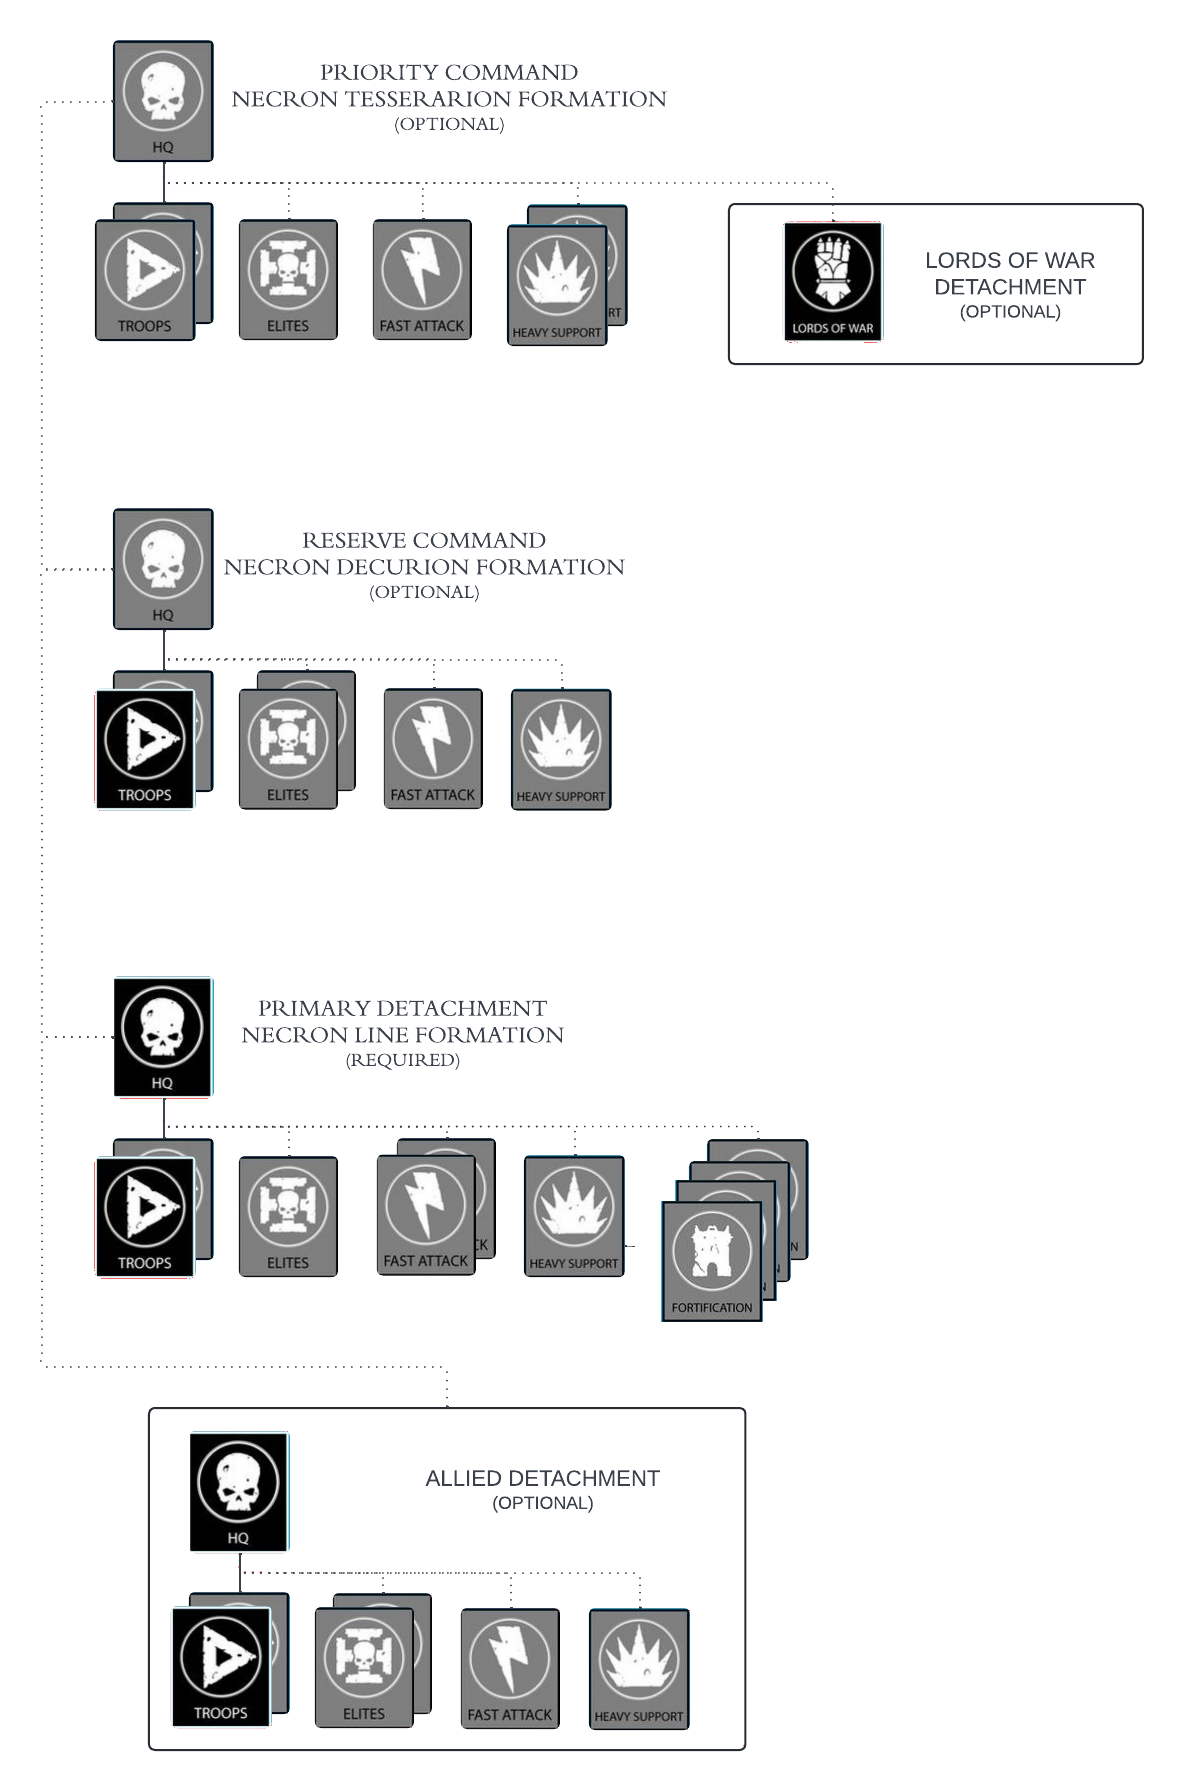 PRIORITY COMMAND
NECRON TESSERARION FORMATION
(OPTIONAL)
HQ
TROOPS
ELITES
FAST ATTACK
HEAVY SUPPORT
RT
LORDS OF WAR
LORDS OF WAR
DETACHMENT
(OPTIONAL)
RESERVE COMMAND
NECRON DECURION FORMATION
(OPTIONAL)
HQ
TROOPS
ELITES
FAST ATTACK
HEAVY SUPPORT
PRIMARY DETACHMENT
NECRON LINE FORMATION
(REQUIRED)
HQ
TROOPS
ELITES
FAST ATTACK
CK
HEAVY SUPPORT
FORTIFICATION
N
N
N
ALLIED DETACHMENT
(OPTIONAL)
HQ
TROOPS
ELITES
FAST ATTACK
HEAVY SUPPORT